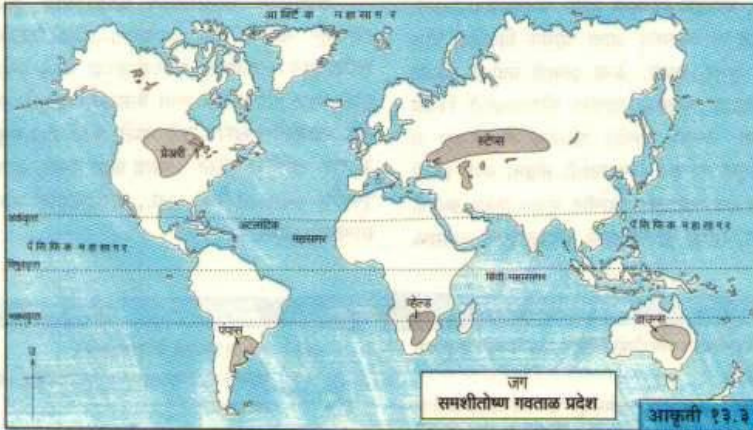 आर्क्टिक महासागर
प्रेअरी
स्टेप्स
अटलांटिक
महासागर
पॅसिफिक महासागर
पॅसिफिक महासागर
हिंदी महासागर
व्हेल्ड
पंपास
डाऊन्स
उ
जग
समशीतोष्ण गवताळ प्रदेश
आकृती १३.३